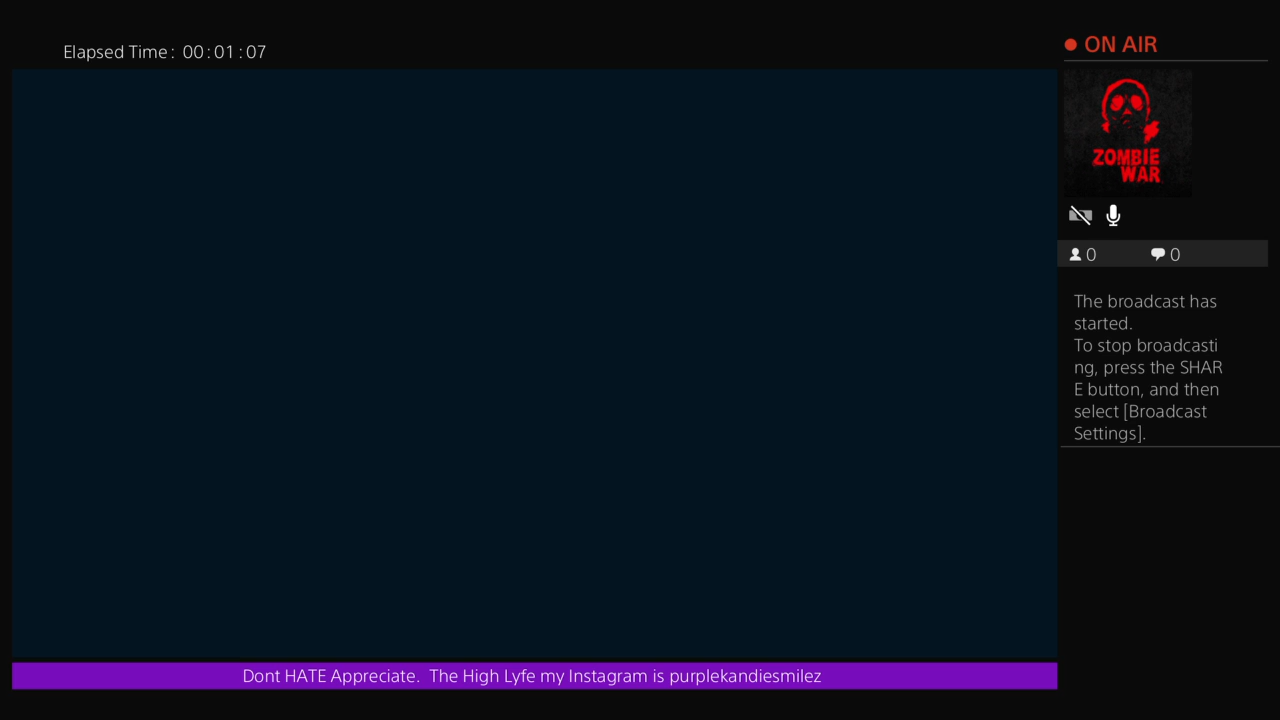 Elapsed Time: 00:01:07
ON AIR
ZOMBIE
WAR
0 0
The broadcast has
started.
To stop broadcasti
ng, press the SHAR
E button, and then
select [Broadcast
Settings].
Dont HATE Appreciate.  The High Lyfe my Instagram is purplekandiesmilez